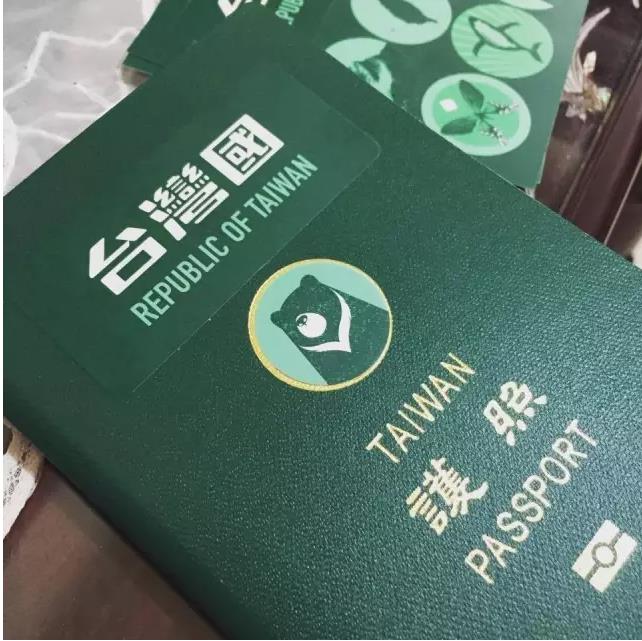 台灣國
REPUBLIC OF TAIWAN
TAIWAN
護照
PASSPORT